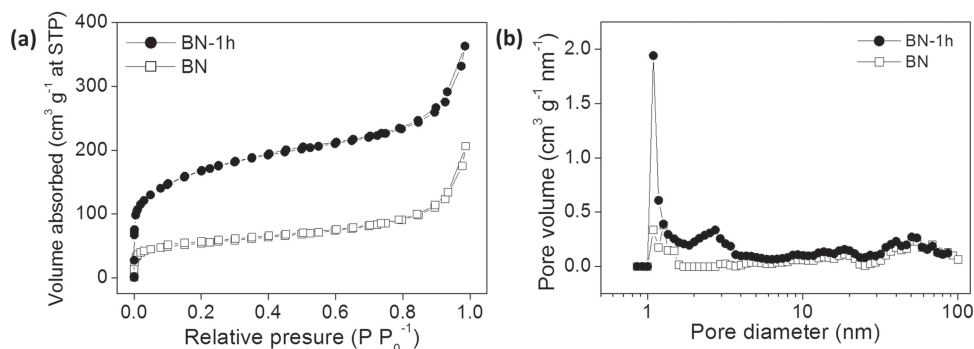 (a)
400
300
200
100
0
Volume absorbed (cm³ g⁻¹ at STP)
BN-1h
BN
0.0 0.2 0.4 0.6 0.8 1.0
Relative presure (P P₀⁻¹)
(b)
2.0
1.5
1.0
0.5
0.0
Pore volume (cm³ g⁻¹ nm⁻¹)
BN-1h
BN
1 10 100
Pore diameter (nm)